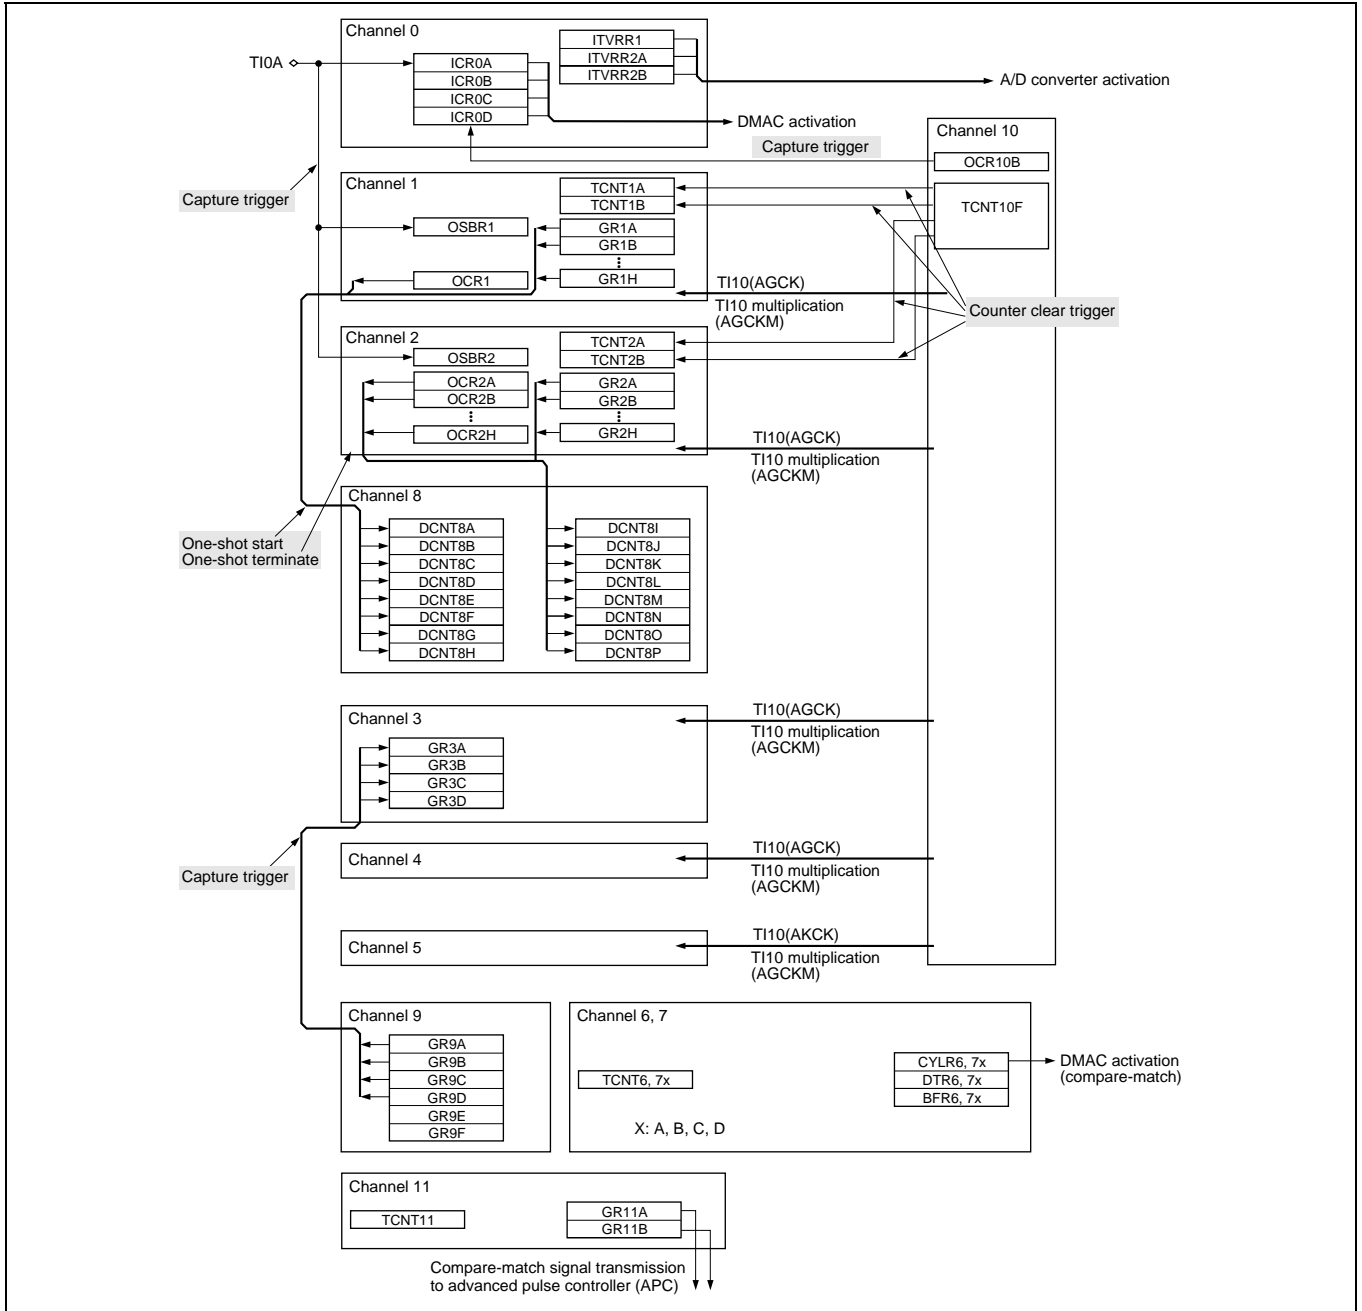 Channel 0
TI0A
ICR0A
ICR0B
ICR0C
ICR0D
ITVRR1
ITVRR2A
ITVRR2B
A/D converter activation
DMAC activation
Capture trigger
Channel 10
OCR10B
TCNT10F
Capture trigger
Channel 1
TCNT1A
TCNT1B
OSBR1
GR1A
GR1B
OCR1
GR1H
TI10(AGCK)
TI10 multiplication
(AGCKM)
Counter clear trigger
Channel 2
TCNT2A
TCNT2B
OSBR2
OCR2A
OCR2B
OCR2H
GR2A
GR2B
GR2H
TI10(AGCK)
TI10 multiplication
(AGCKM)
Channel 8
One-shot start
One-shot terminate
DCNT8A
DCNT8B
DCNT8C
DCNT8D
DCNT8E
DCNT8F
DCNT8G
DCNT8H
DCNT8I
DCNT8J
DCNT8K
DCNT8L
DCNT8M
DCNT8N
DCNT8O
DCNT8P
Channel 3
GR3A
GR3B
GR3C
GR3D
TI10(AGCK)
TI10 multiplication
(AGCKM)
Capture trigger
Channel 4
TI10(AGCK)
TI10 multiplication
(AGCKM)
Channel 5
TI10(AKCK)
TI10 multiplication
(AGCKM)
Channel 9
GR9A
GR9B
GR9C
GR9D
GR9E
GR9F
Channel 6, 7
TCNT6, 7x
X: A, B, C, D
CYLR6, 7x
DTR6, 7x
BFR6, 7x
DMAC activation
(compare-match)
Channel 11
TCNT11
GR11A
GR11B
Compare-match signal transmission
to advanced pulse controller (APC)